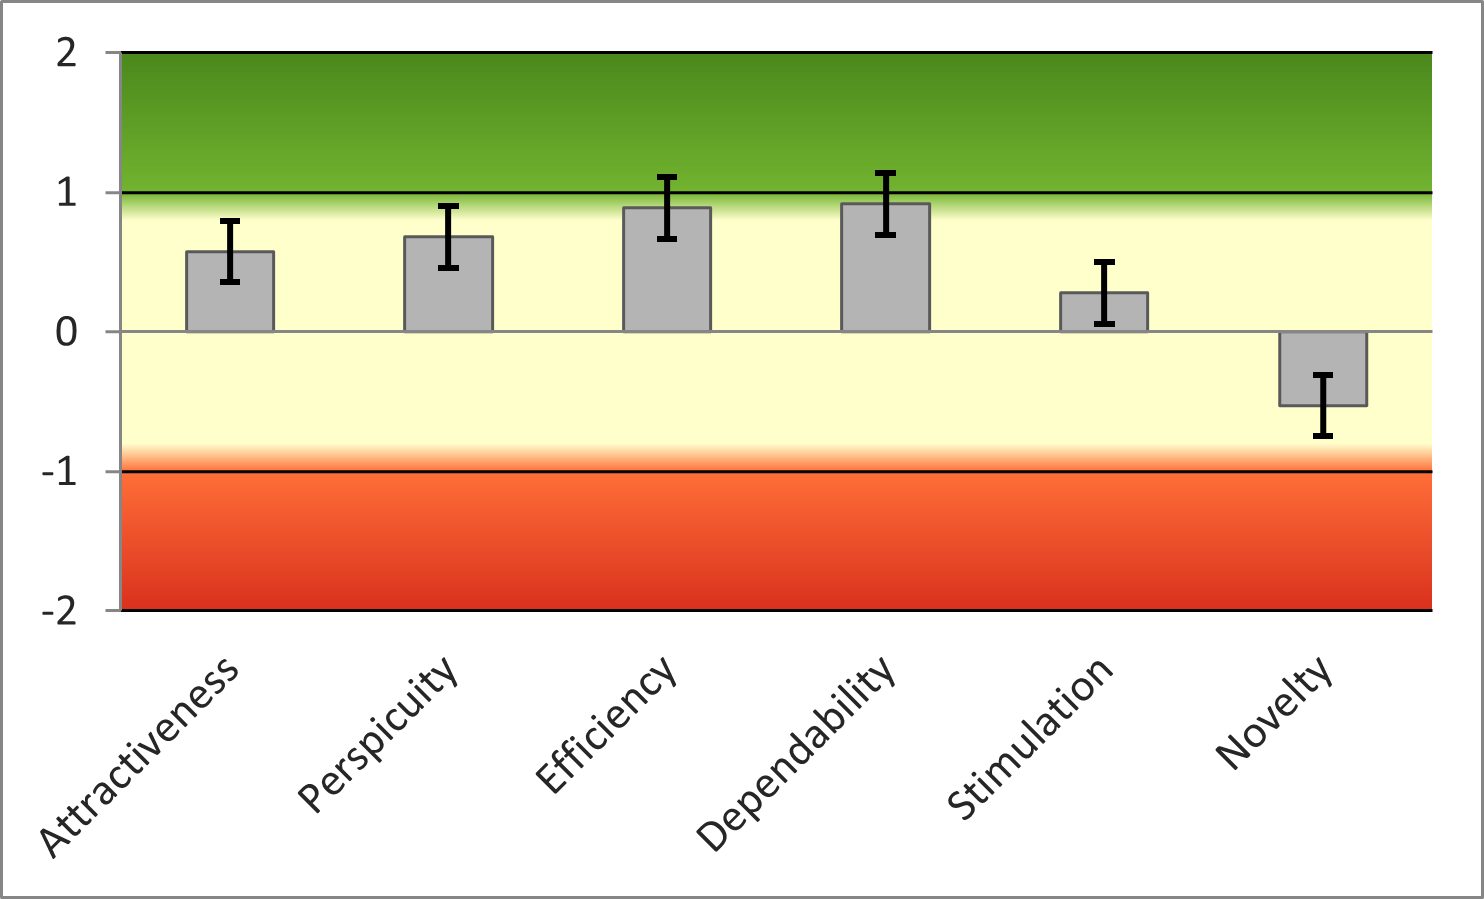 2
1
0
-1
-2
Attractiveness
Perspicuity
Efficiency
Dependability
Stimulation
Novelty